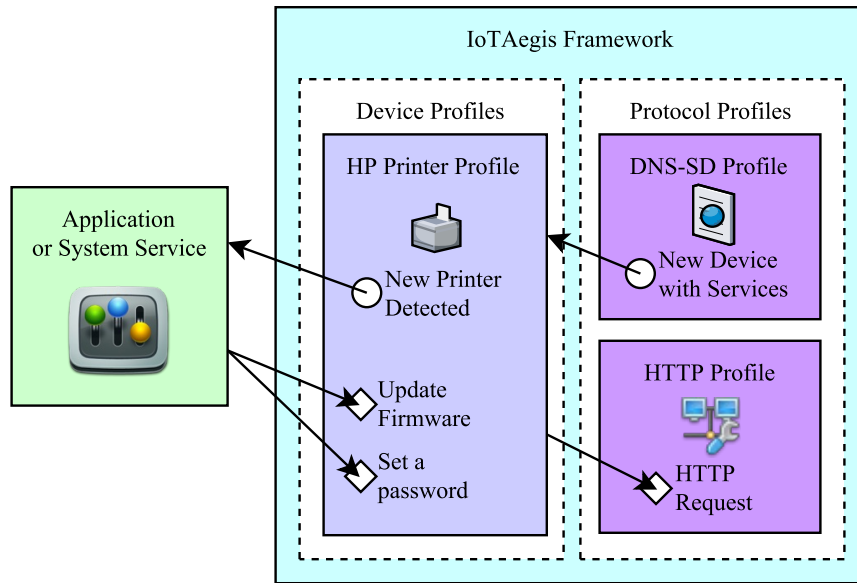 IoTAegis Framework
Device Profiles
Protocol Profiles
HP Printer Profile
DNS-SD Profile
Application
or System Service
New Printer
Detected
New Device
with Services
HTTP Profile
Update
Firmware
Set a
password
HTTP
Request